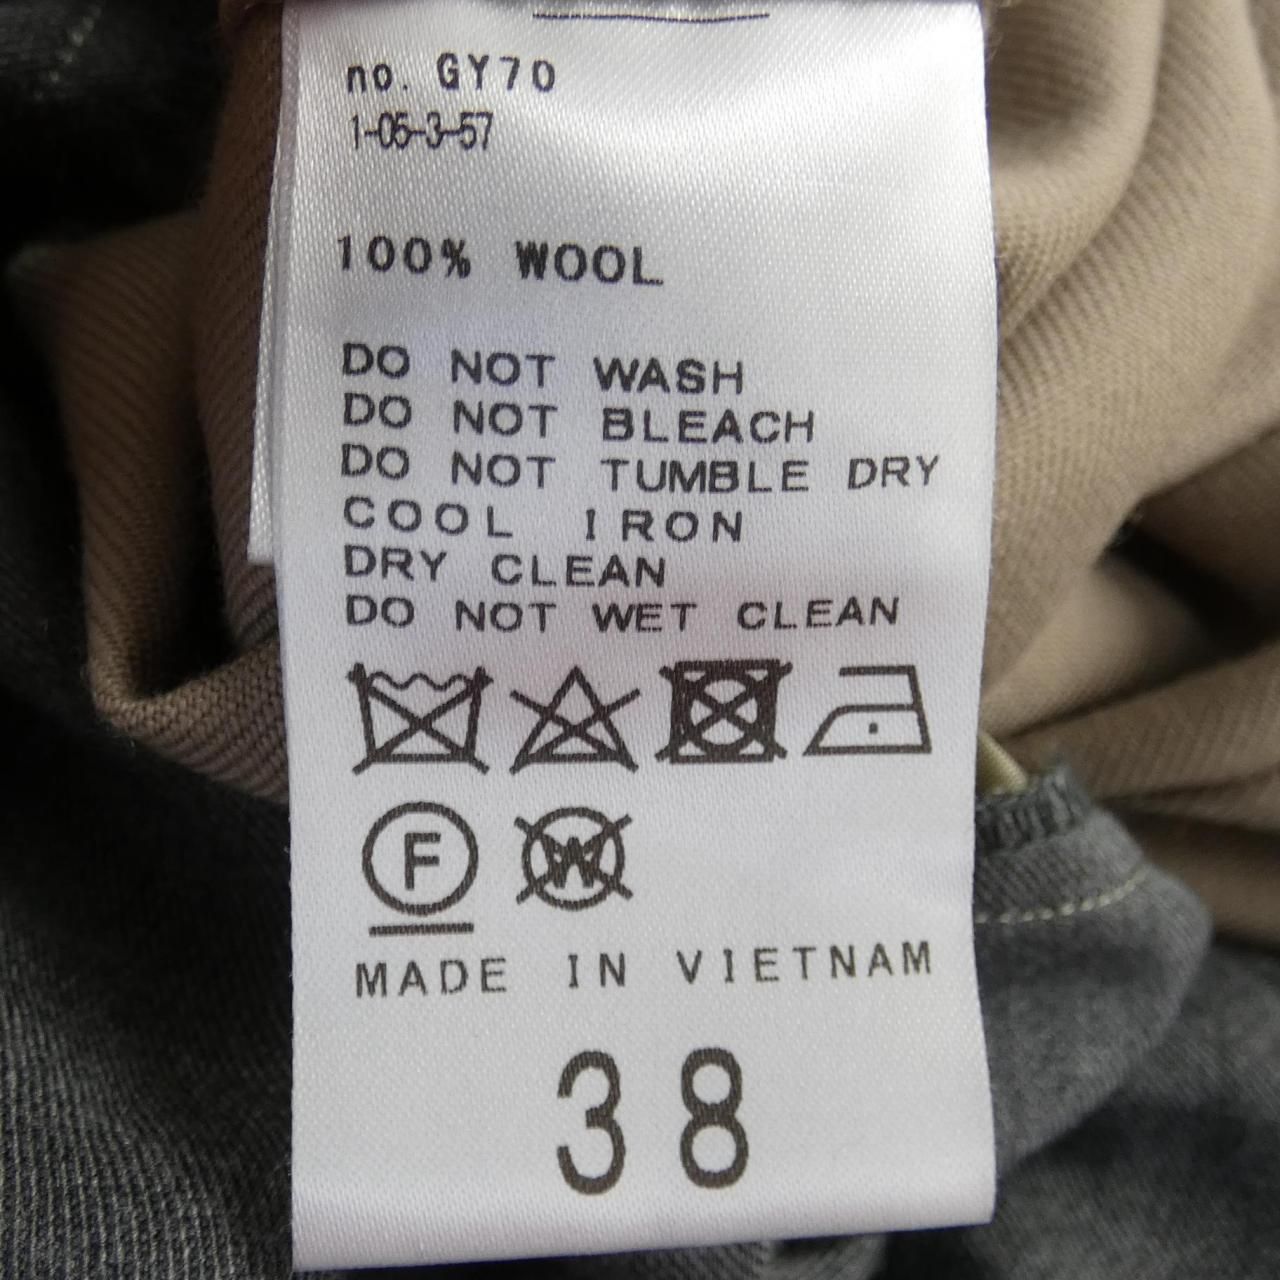 no. GY70
1-05-3-57
100% WOOL
DO NOT WASH
DO NOT BLEACH
DO NOT TUMBLE DRY
COOL IRON
DRY CLEAN
DO NOT WET CLEAN
F W
MADE IN VIETNAM
38